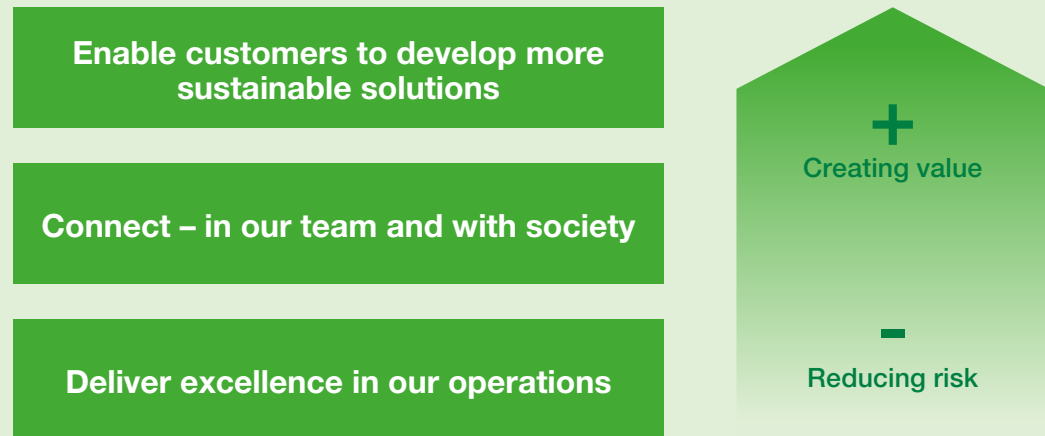 Enable customers to develop more
sustainable solutions
+
Creating value
Connect – in our team and with society
-
Reducing risk
Deliver excellence in our operations